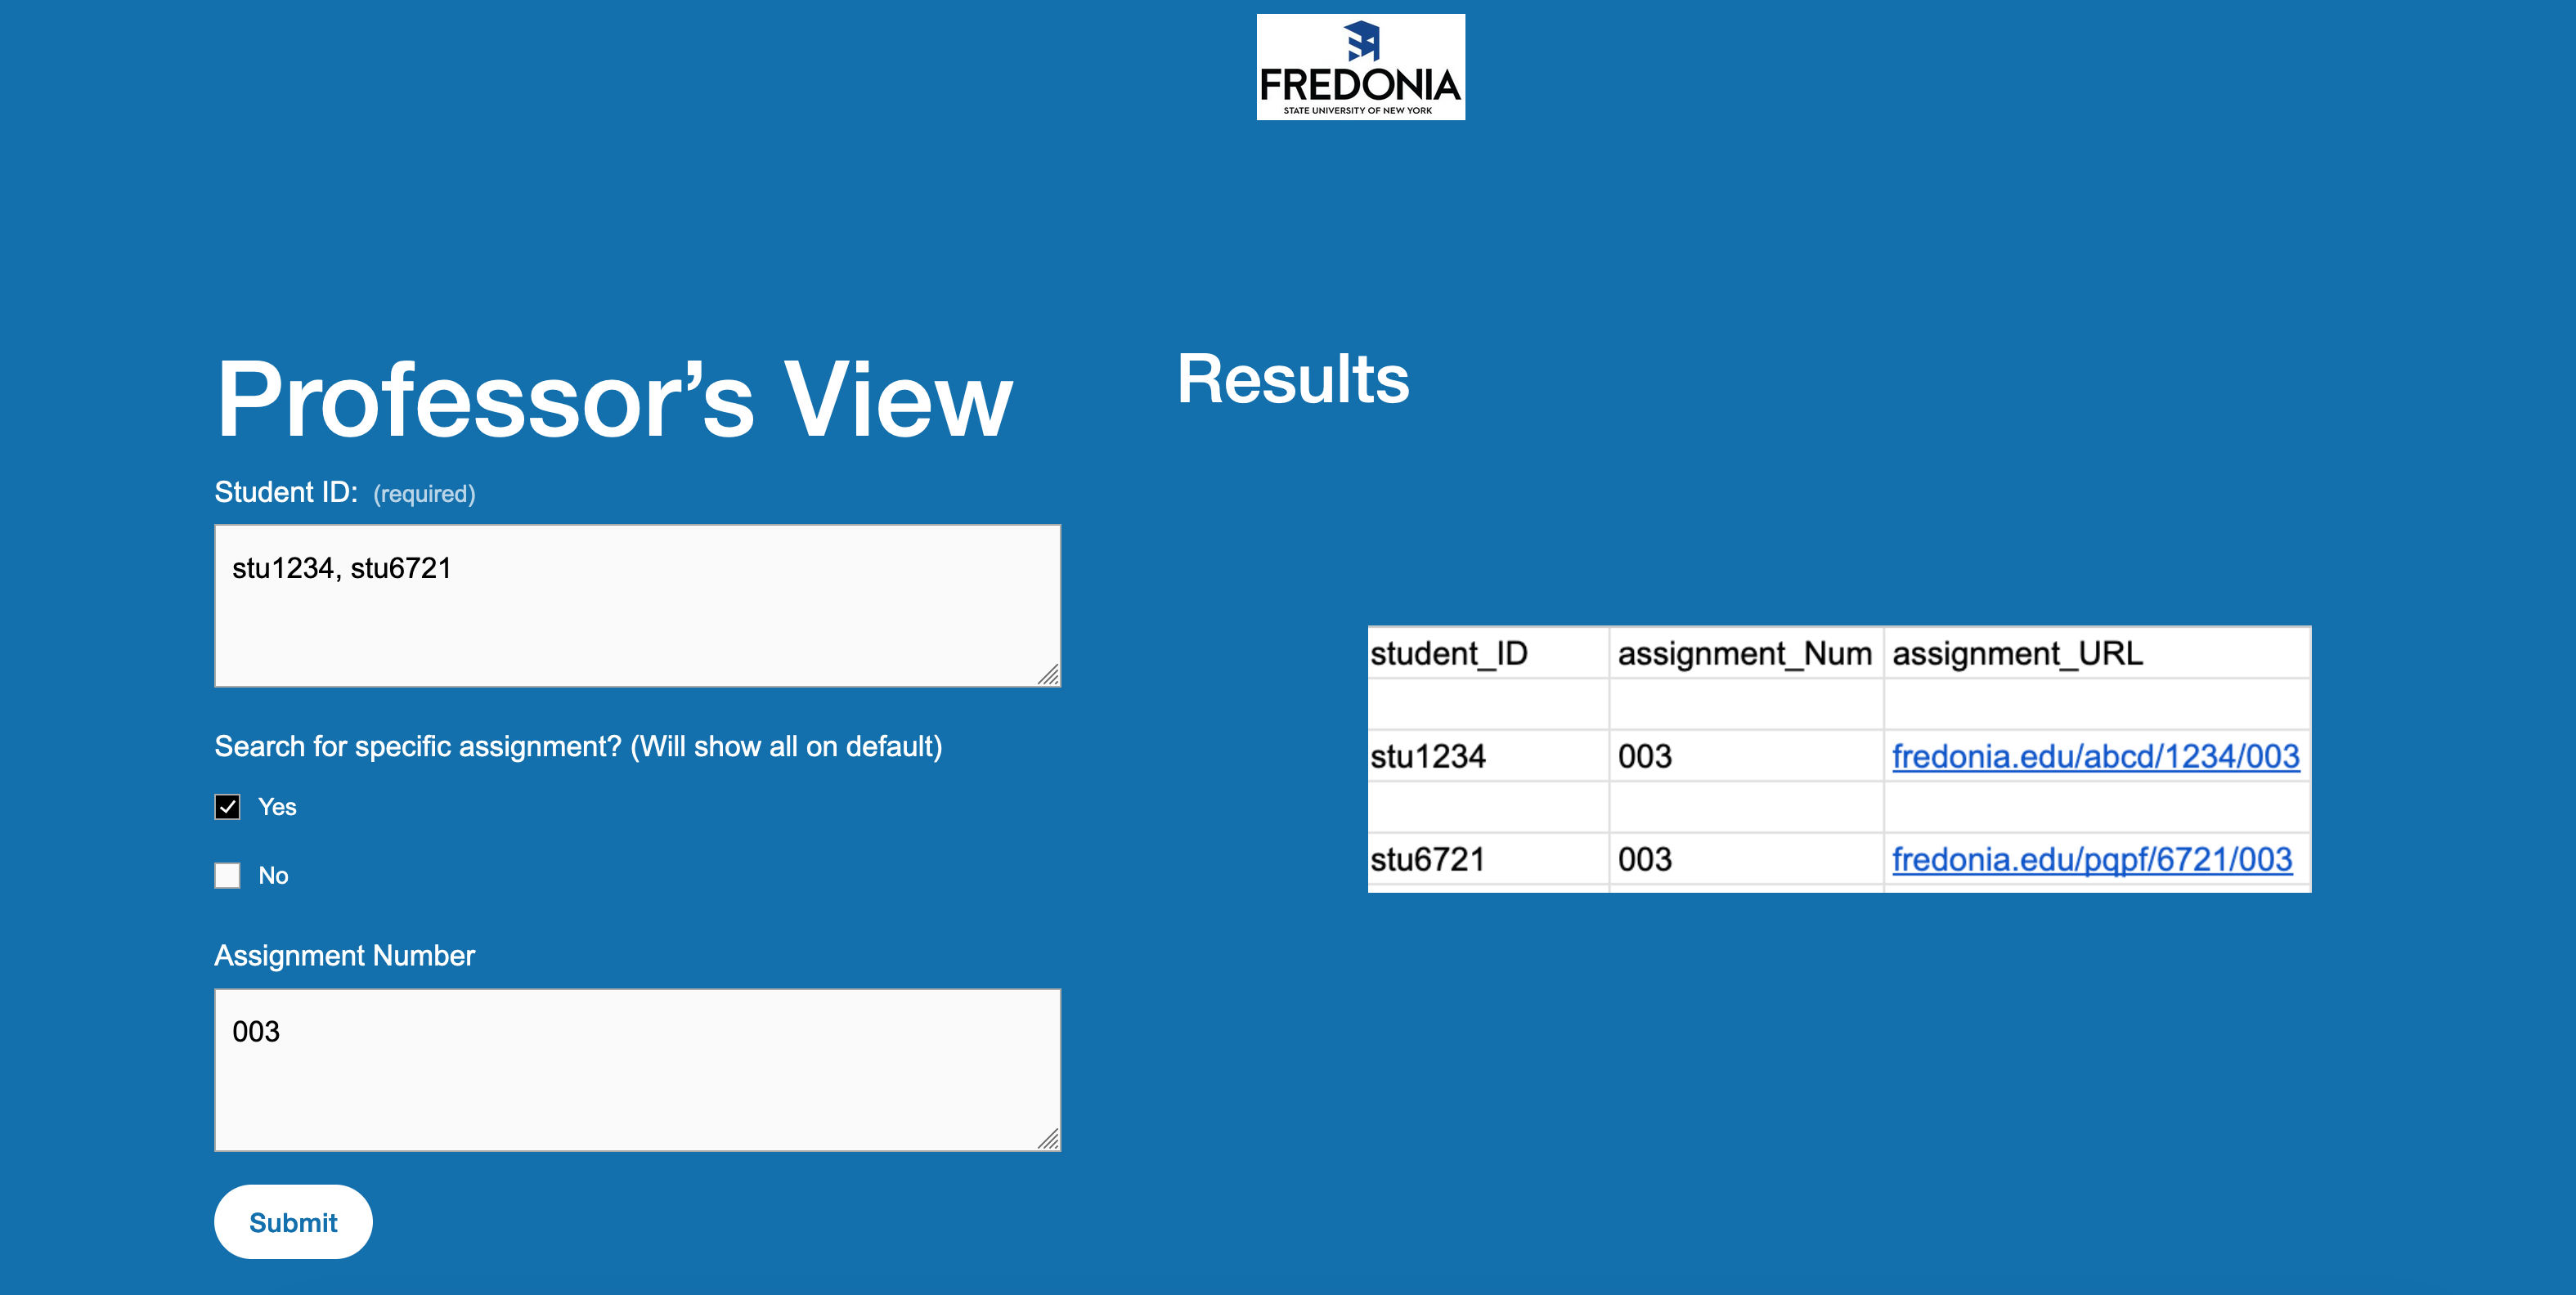 FREDONIA
STATE UNIVERSITY OF NEW YORK
Professor’s View
Student ID: (required)
stu1234, stu6721
Search for specific assignment? (Will show all on default)
Yes
No
Assignment Number
003
Submit
Results
student_ID assignment_Num assignment_URL
stu1234 003 fredonia.edu/abcd/1234/003
stu6721 003 fredonia.edu/pqpf/6721/003